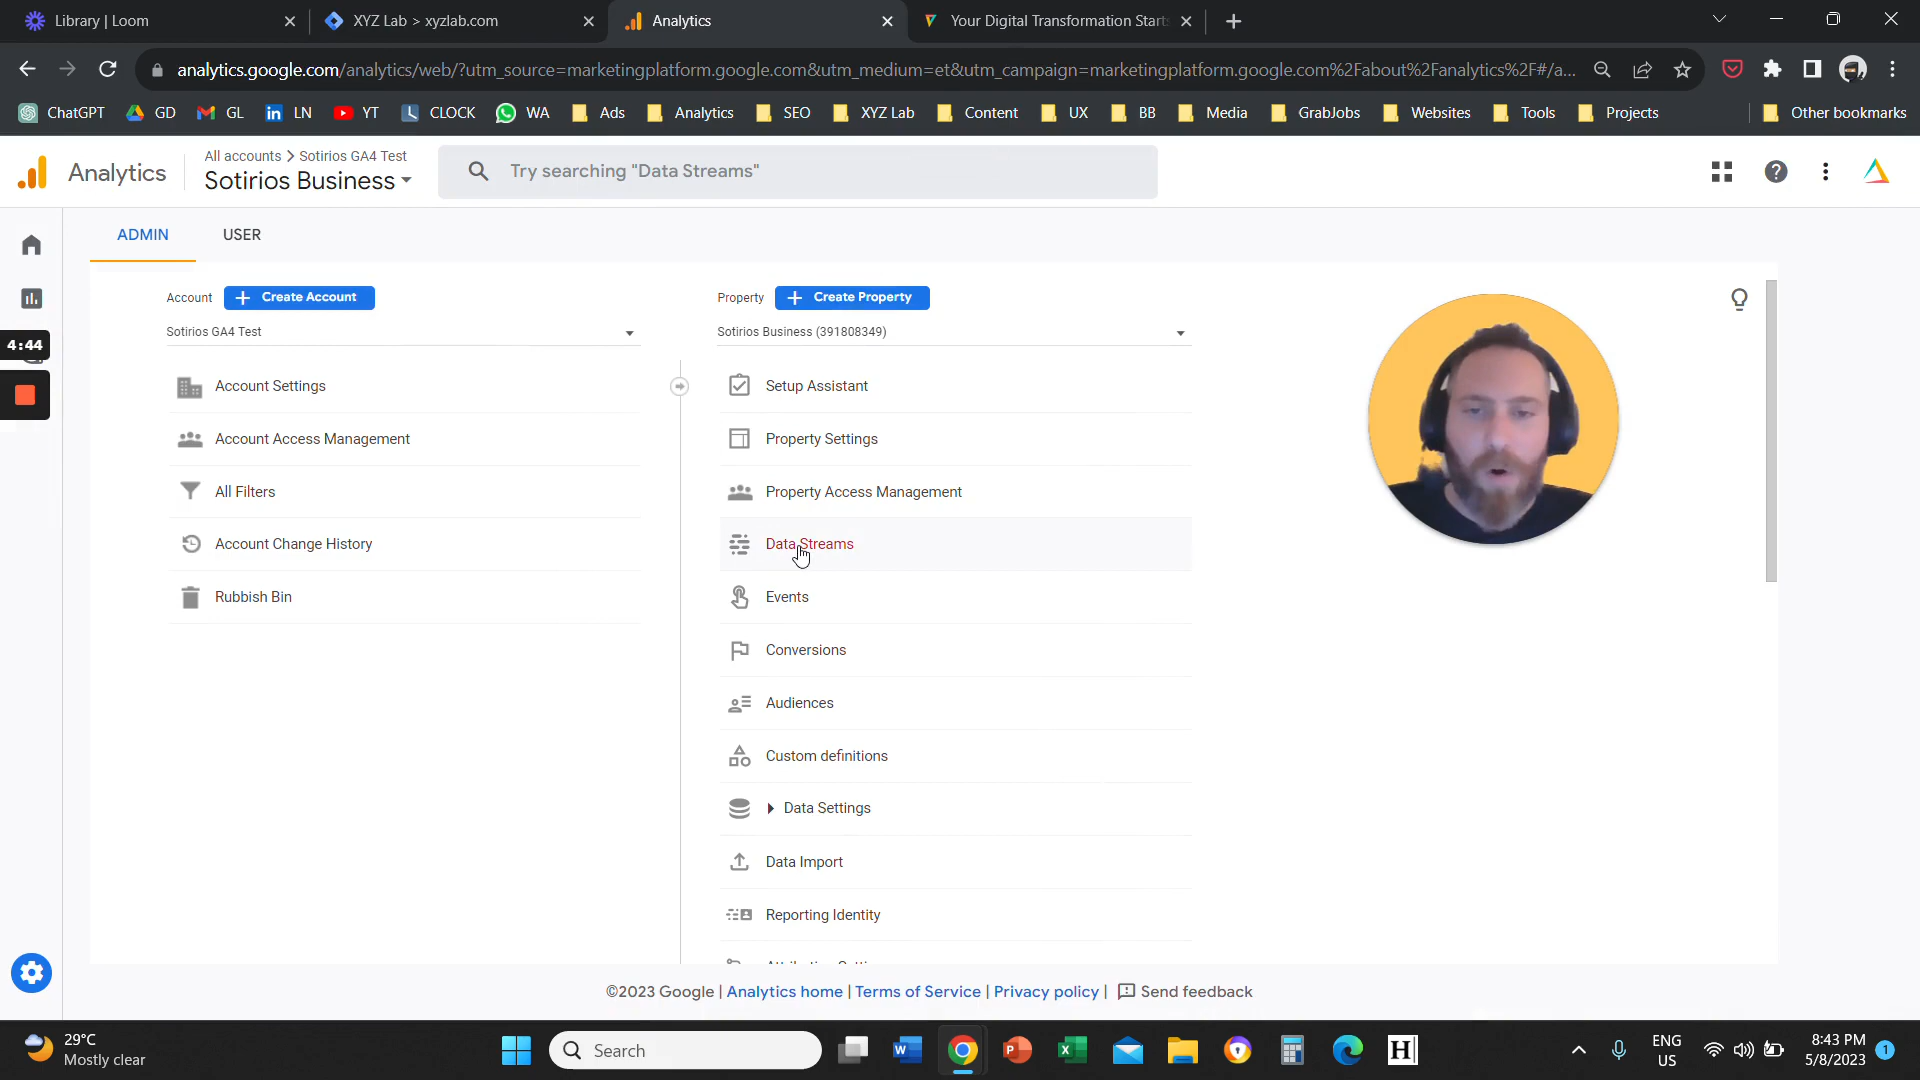 Library | Loom
XYZ Lab > xyzlab.com
Analytics
Your Digital Transformation Start
analytics.google.com/analytics/web/?utm_source=marketingplatform.google.com&utm_medium=et&utm_campaign=marketingplatform.google.com%2Fabout%2Fanalytics%2F#/a...
ChatGPT GD GL LN YT CLOCK WA Ads Analytics SEO XYZ Lab Content UX BB Media GrabJobs Websites Tools Projects Other bookmarks
Analytics
All accounts > Sotirios GA4 Test
Sotirios Business
Try searching "Data Streams"
ADMIN
USER
Account
Create Account
Sotirios GA4 Test
Account Settings
Account Access Management
All Filters
Account Change History
Rubbish Bin
Property
Create Property
Sotirios Business (391808349)
Setup Assistant
Property Settings
Property Access Management
Data Streams
Events
Conversions
Audiences
Custom definitions
Data Settings
Data Import
Reporting Identity
4:44
©2023 Google | Analytics home | Terms of Service | Privacy policy | Send feedback
29°C
Mostly clear
Search
ENG
US
8:43 PM
5/8/2023
1